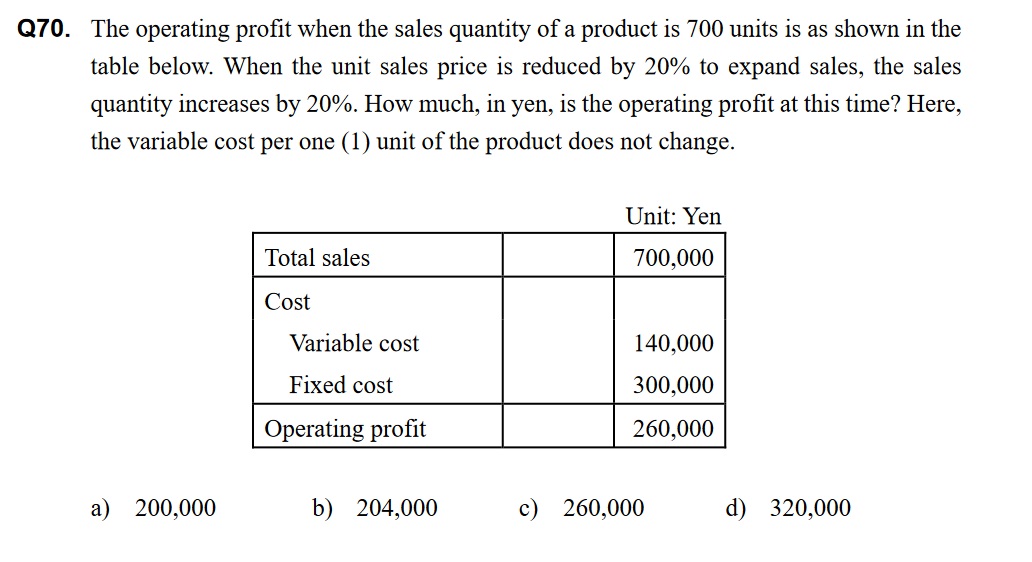 Q70. The operating profit when the sales quantity of a product is 700 units is as shown in the
table below. When the unit sales price is reduced by 20% to expand sales, the sales
quantity increases by 20%. How much, in yen, is the operating profit at this time? Here,
the variable cost per one (1) unit of the product does not change.
Unit: Yen
Total sales 700,000
Cost
Variable cost 140,000
Fixed cost 300,000
Operating profit 260,000
a) 200,000 b) 204,000 c) 260,000 d) 320,000